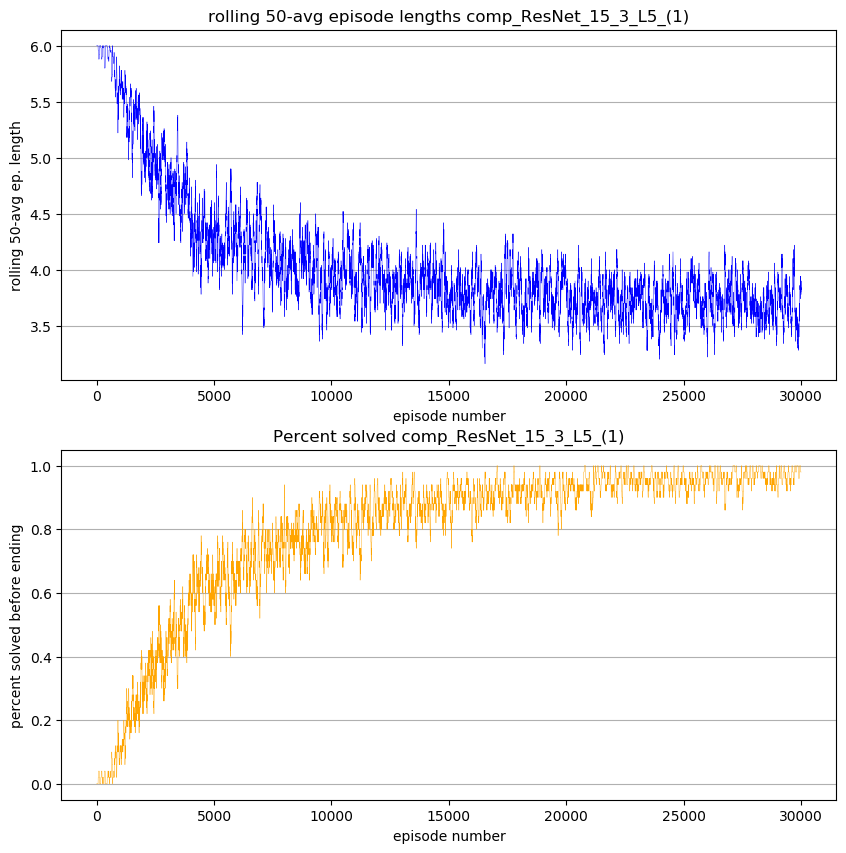 rolling 50-avg episode lengths comp_ResNet_15_3_L5_(1)
rolling 50-avg ep. length
6.0
5.5
5.0
4.5
4.0
3.5
0 5000 10000 15000 20000 25000 30000
episode number
Percent solved comp_ResNet_15_3_L5_(1)
percent solved before ending
1.0
0.8
0.6
0.4
0.2
0.0
0 5000 10000 15000 20000 25000 30000
episode number